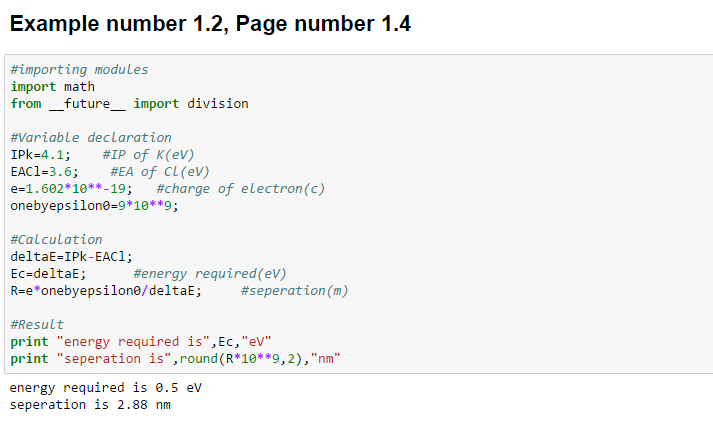 Example number 1.2, Page number 1.4
#importing modules
import math
from __future__ import division
#Variable declaration
IPk=4.1;    #IP of K(eV)
EACl=3.6;    #EA of Cl(eV)
e=1.602*10**-19;   #charge of electron(c)
onebyepsilon0=9*10**9;
#Calculation
deltaE=IPk-EACl;
Ec=deltaE;      #energy required(eV)
R=e*onebyepsilon0/deltaE;     #seperation(m)
#Result
print "energy required is",Ec,"eV"
print "seperation is",round(R*10**9,2),"nm"
energy required is 0.5 eV
seperation is 2.88 nm